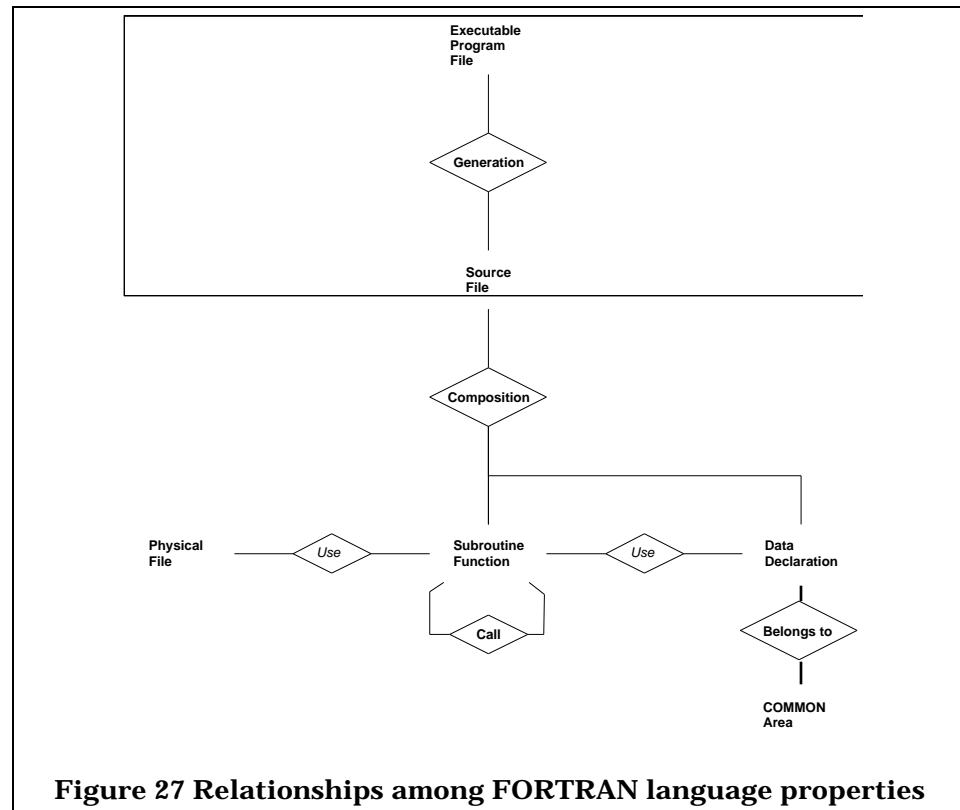 Executable
Program
File
Generation
Source
File
Composition
Physical
File
Use
Subroutine
Function
Use
Data
Declaration
Call
Belongs to
COMMON
Area
Figure 27 Relationships among FORTRAN language properties